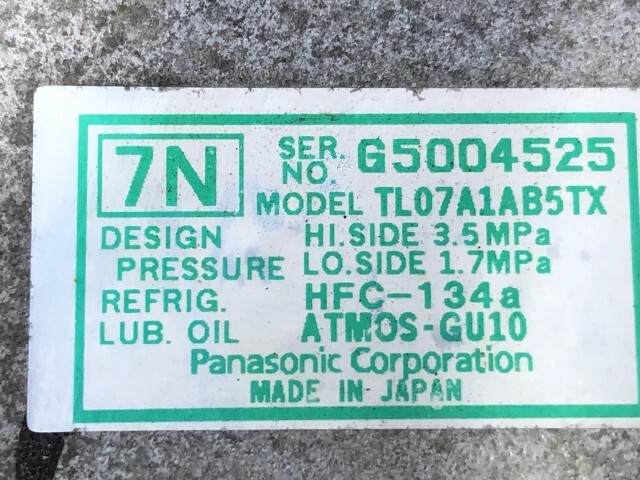 7N
SER. NO. G5004525
MODEL TL07A1AB5TX
DESIGN HI.SIDE 3.5MPa
PRESSURE LO.SIDE 1.7MPa
REFRIG. HFC-134a
LUB. OIL ATMOS-GU10
Panasonic Corporation
MADE IN JAPAN